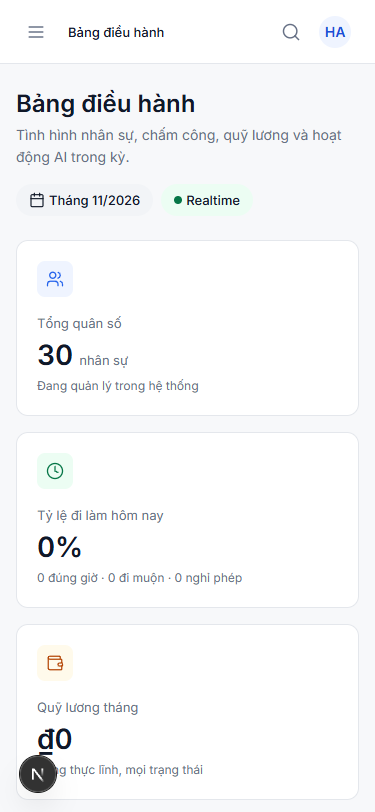 Bảng điều hành
HA
Bảng điều hành
Tình hình nhân sự, chấm công, quỹ lương và hoạt
động AI trong kỳ.
Tháng 11/2026
Realtime
Tổng quân số
30 nhân sự
Đang quản lý trong hệ thống
Tỷ lệ đi làm hôm nay
0%
0 đúng giờ · 0 đi muộn · 0 nghỉ phép
Quỹ lương tháng
₫0
thực lĩnh, mọi trạng thái
N